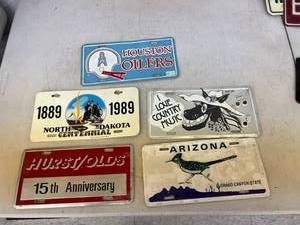 HOUSTON
OILERS
1889 1989
NORTH DAKOTA
CENTENNIAL
I
LOVE
COUNTRY
MUSIC
HURST/OLDS
15th Anniversary
ARIZONA
GRAND CANYON STATE